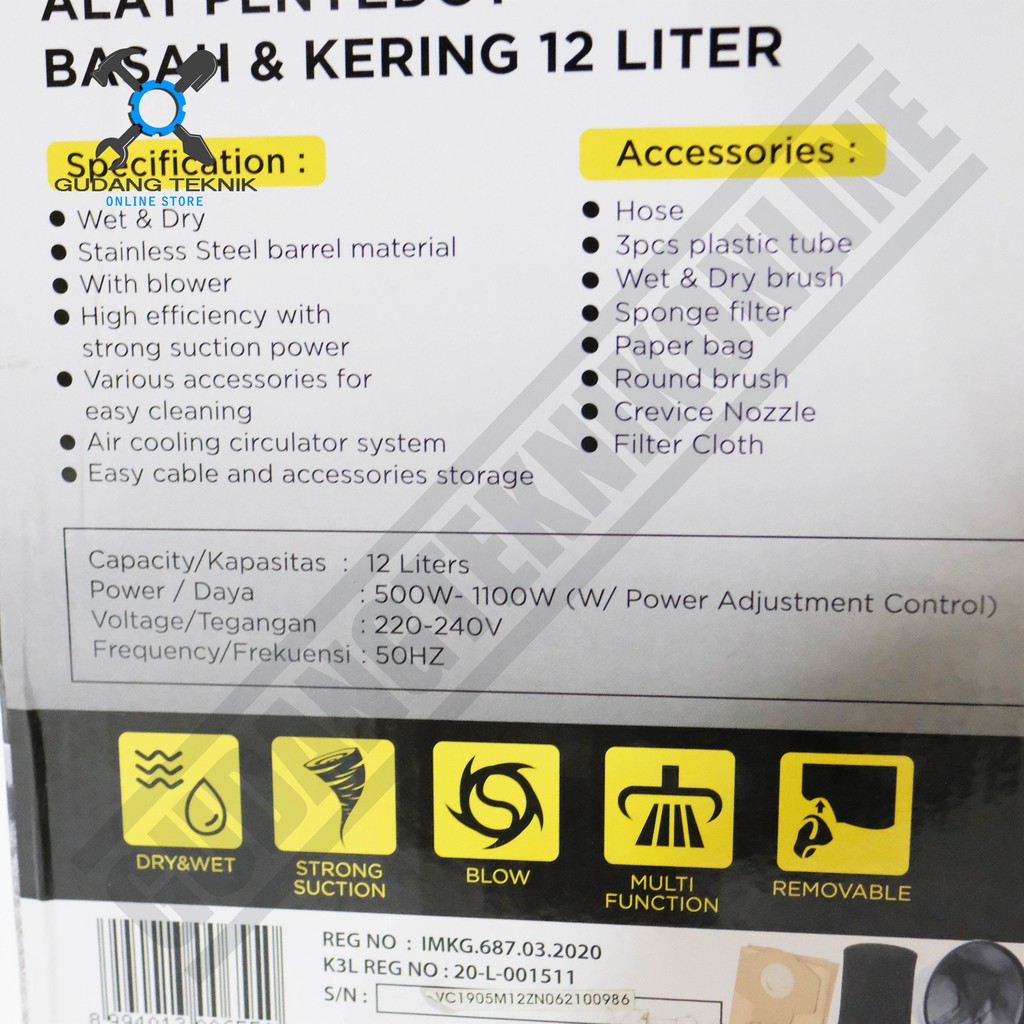 BASAH & KERING 12 LITER
Specification :
GUDANG TEKNIK
ONLINE STORE
Wet & Dry
Stainless Steel barrel material
With blower
High efficiency with
strong suction power
Various accessories for
easy cleaning
Air cooling circulator system
Easy cable and accessories storage
Accessories :
Hose
3pcs plastic tube
Wet & Dry brush
Sponge filter
Paper bag
Round brush
Crevice Nozzle
Filter Cloth
Capacity/Kapasitas : 12 Liters
Power / Daya : 500W- 1100W (W/ Power Adjustment Control)
Voltage/Tegangan : 220-240V
Frequency/Frekuensi : 50HZ
GUDANGTEKNIKONLINE
DRY&WET
STRONG
SUCTION
BLOW
MULTI
FUNCTION
REMOVABLE
REG NO : IMKG.687.03.2020
K3L REG NO : 20-L-001511
S/N : VC1905M12ZN062100986